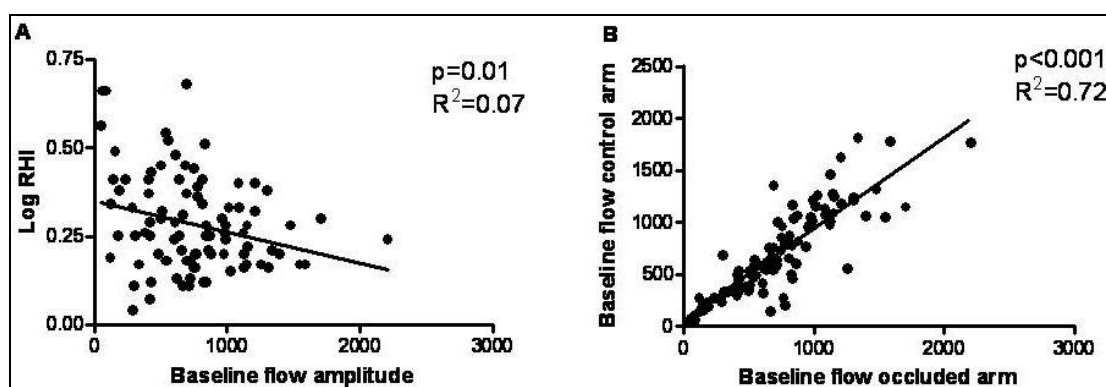 A
Log RHI
0.75
0.50
0.25
0.00
p=0.01
R²=0.07
0
1000
2000
3000
Baseline flow amplitude
B
Baseline flow control arm
2500
2000
1500
1000
500
0
p<0.001
R²=0.72
0
1000
2000
3000
Baseline flow occluded arm